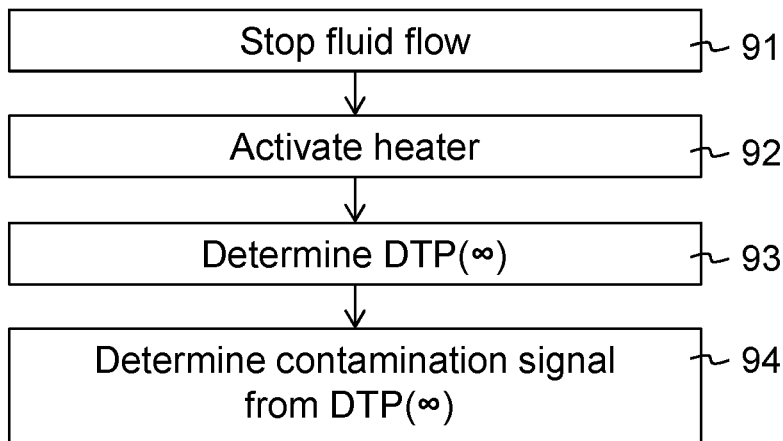 Stop fluid flow
91
Activate heater
92
Determine DTP(∞)
93
Determine contamination signal
94
from DTP(∞)